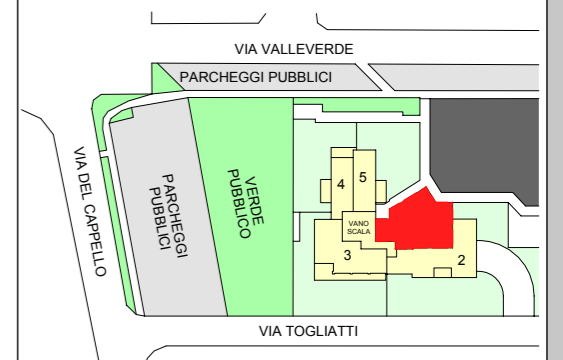 VIA VALLEVERDE
PARCHEGGI PUBBLICI
VIA DEL CAPPELLO
PARCHEGGI
PUBBLICI
VERDE
PUBBLICO
4
5
VANO
SCALA
3
2
VIA TOGLIATTI